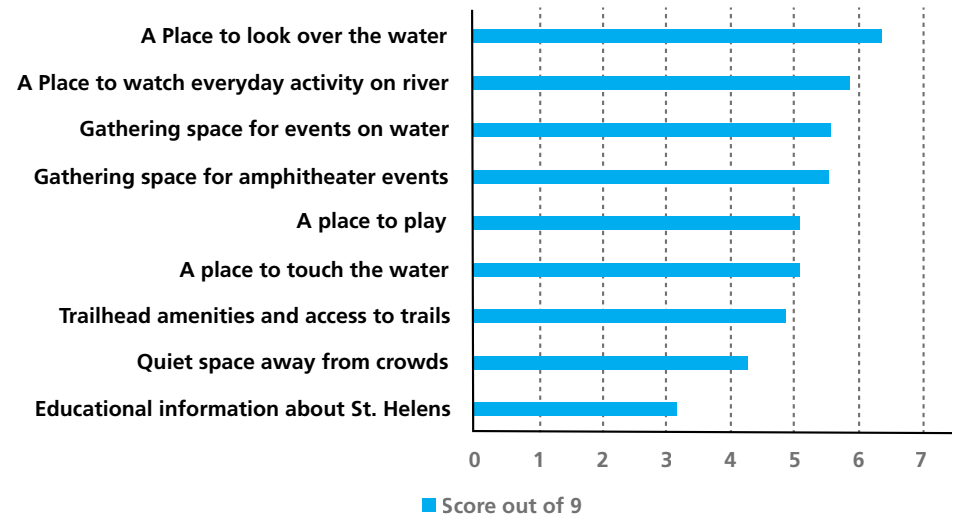 A Place to look over the water
A Place to watch everyday activity on river
Gathering space for events on water
Gathering space for amphitheater events
A place to play
A place to touch the water
Trailhead amenities and access to trails
Quiet space away from crowds
Educational information about St. Helens
0 1 2 3 4 5 6 7
Score out of 9